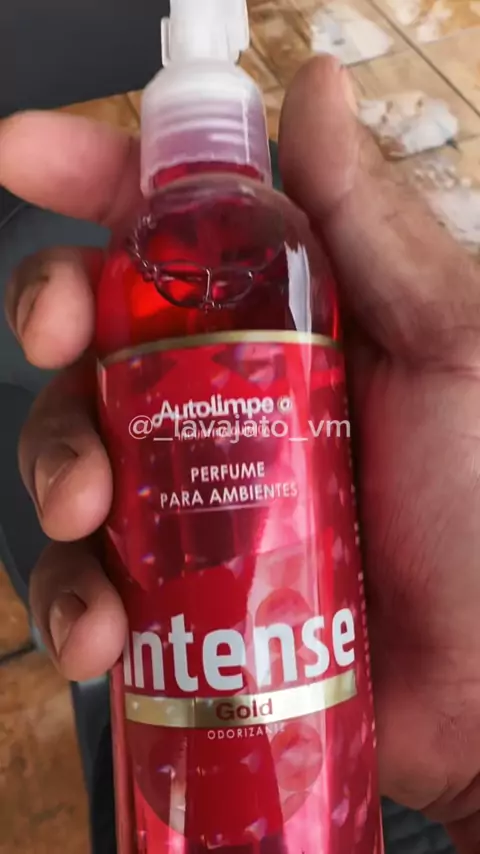 Autolimpe
@_lavajato_vm
PERFUME
PARA AMBIENTES
intense
Gold
ODORIZANTE